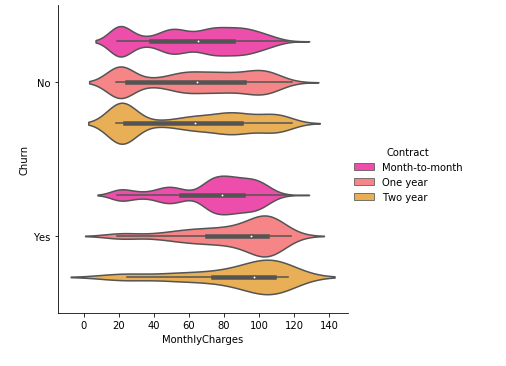 No
Churn
Yes
0 20 40 60 80 100 120 140
MonthlyCharges
Contract
Month-to-month
One year
Two year